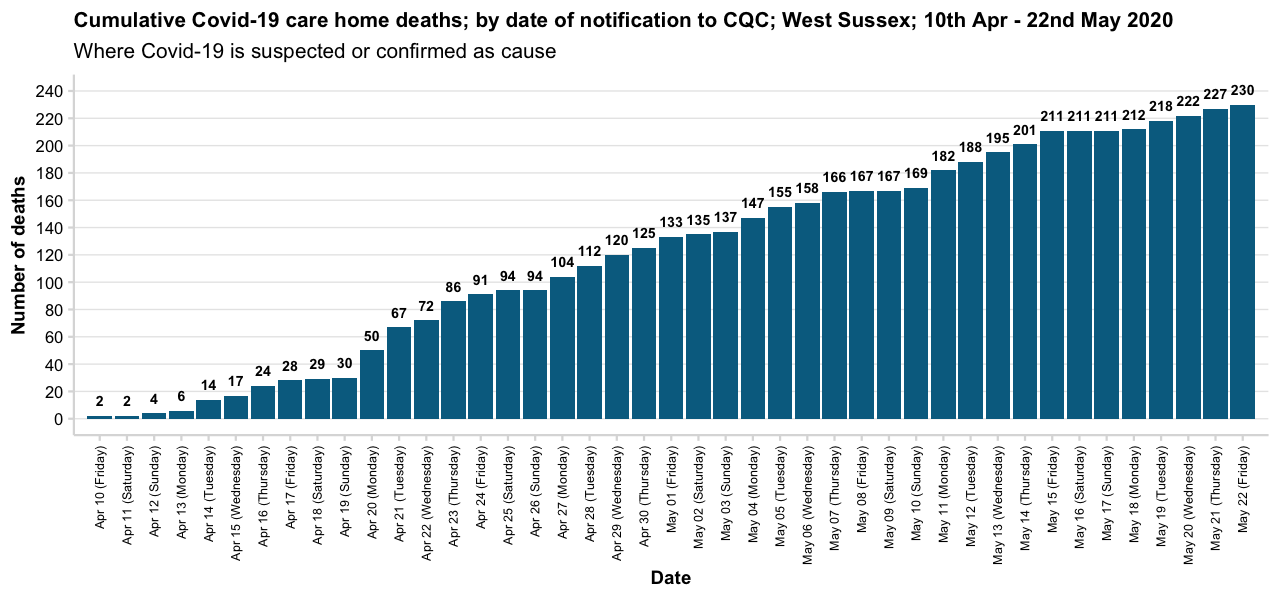 Cumulative Covid-19 care home deaths; by date of notification to CQC; West Sussex; 10th Apr - 22nd May 2020
Where Covid-19 is suspected or confirmed as cause
Number of deaths
240
220
200
180
160
140
120
100
80
60
40
20
0
2 2 4 6 14 17 24 28 29 30 50 67 72 86 91 94 94 104 112 120 125 133 135 137 147 155 158 166 167 167 169 182 188 195 201 211 211 211 212 218 222 227 230
Apr 10 (Friday)
Apr 11 (Saturday)
Apr 12 (Sunday)
Apr 13 (Monday)
Apr 14 (Tuesday)
Apr 15 (Wednesday)
Apr 16 (Thursday)
Apr 17 (Friday)
Apr 18 (Saturday)
Apr 19 (Sunday)
Apr 20 (Monday)
Apr 21 (Tuesday)
Apr 22 (Wednesday)
Apr 23 (Thursday)
Apr 24 (Friday)
Apr 25 (Saturday)
Apr 26 (Sunday)
Apr 27 (Monday)
Apr 28 (Tuesday)
Apr 29 (Wednesday)
Apr 30 (Thursday)
May 01 (Friday)
May 02 (Saturday)
May 03 (Sunday)
May 04 (Monday)
May 05 (Tuesday)
May 06 (Wednesday)
May 07 (Thursday)
May 08 (Friday)
May 09 (Saturday)
May 10 (Sunday)
May 11 (Monday)
May 12 (Tuesday)
May 13 (Wednesday)
May 14 (Thursday)
May 15 (Friday)
May 16 (Saturday)
May 17 (Sunday)
May 18 (Monday)
May 19 (Tuesday)
May 20 (Wednesday)
May 21 (Thursday)
May 22 (Friday)
Date